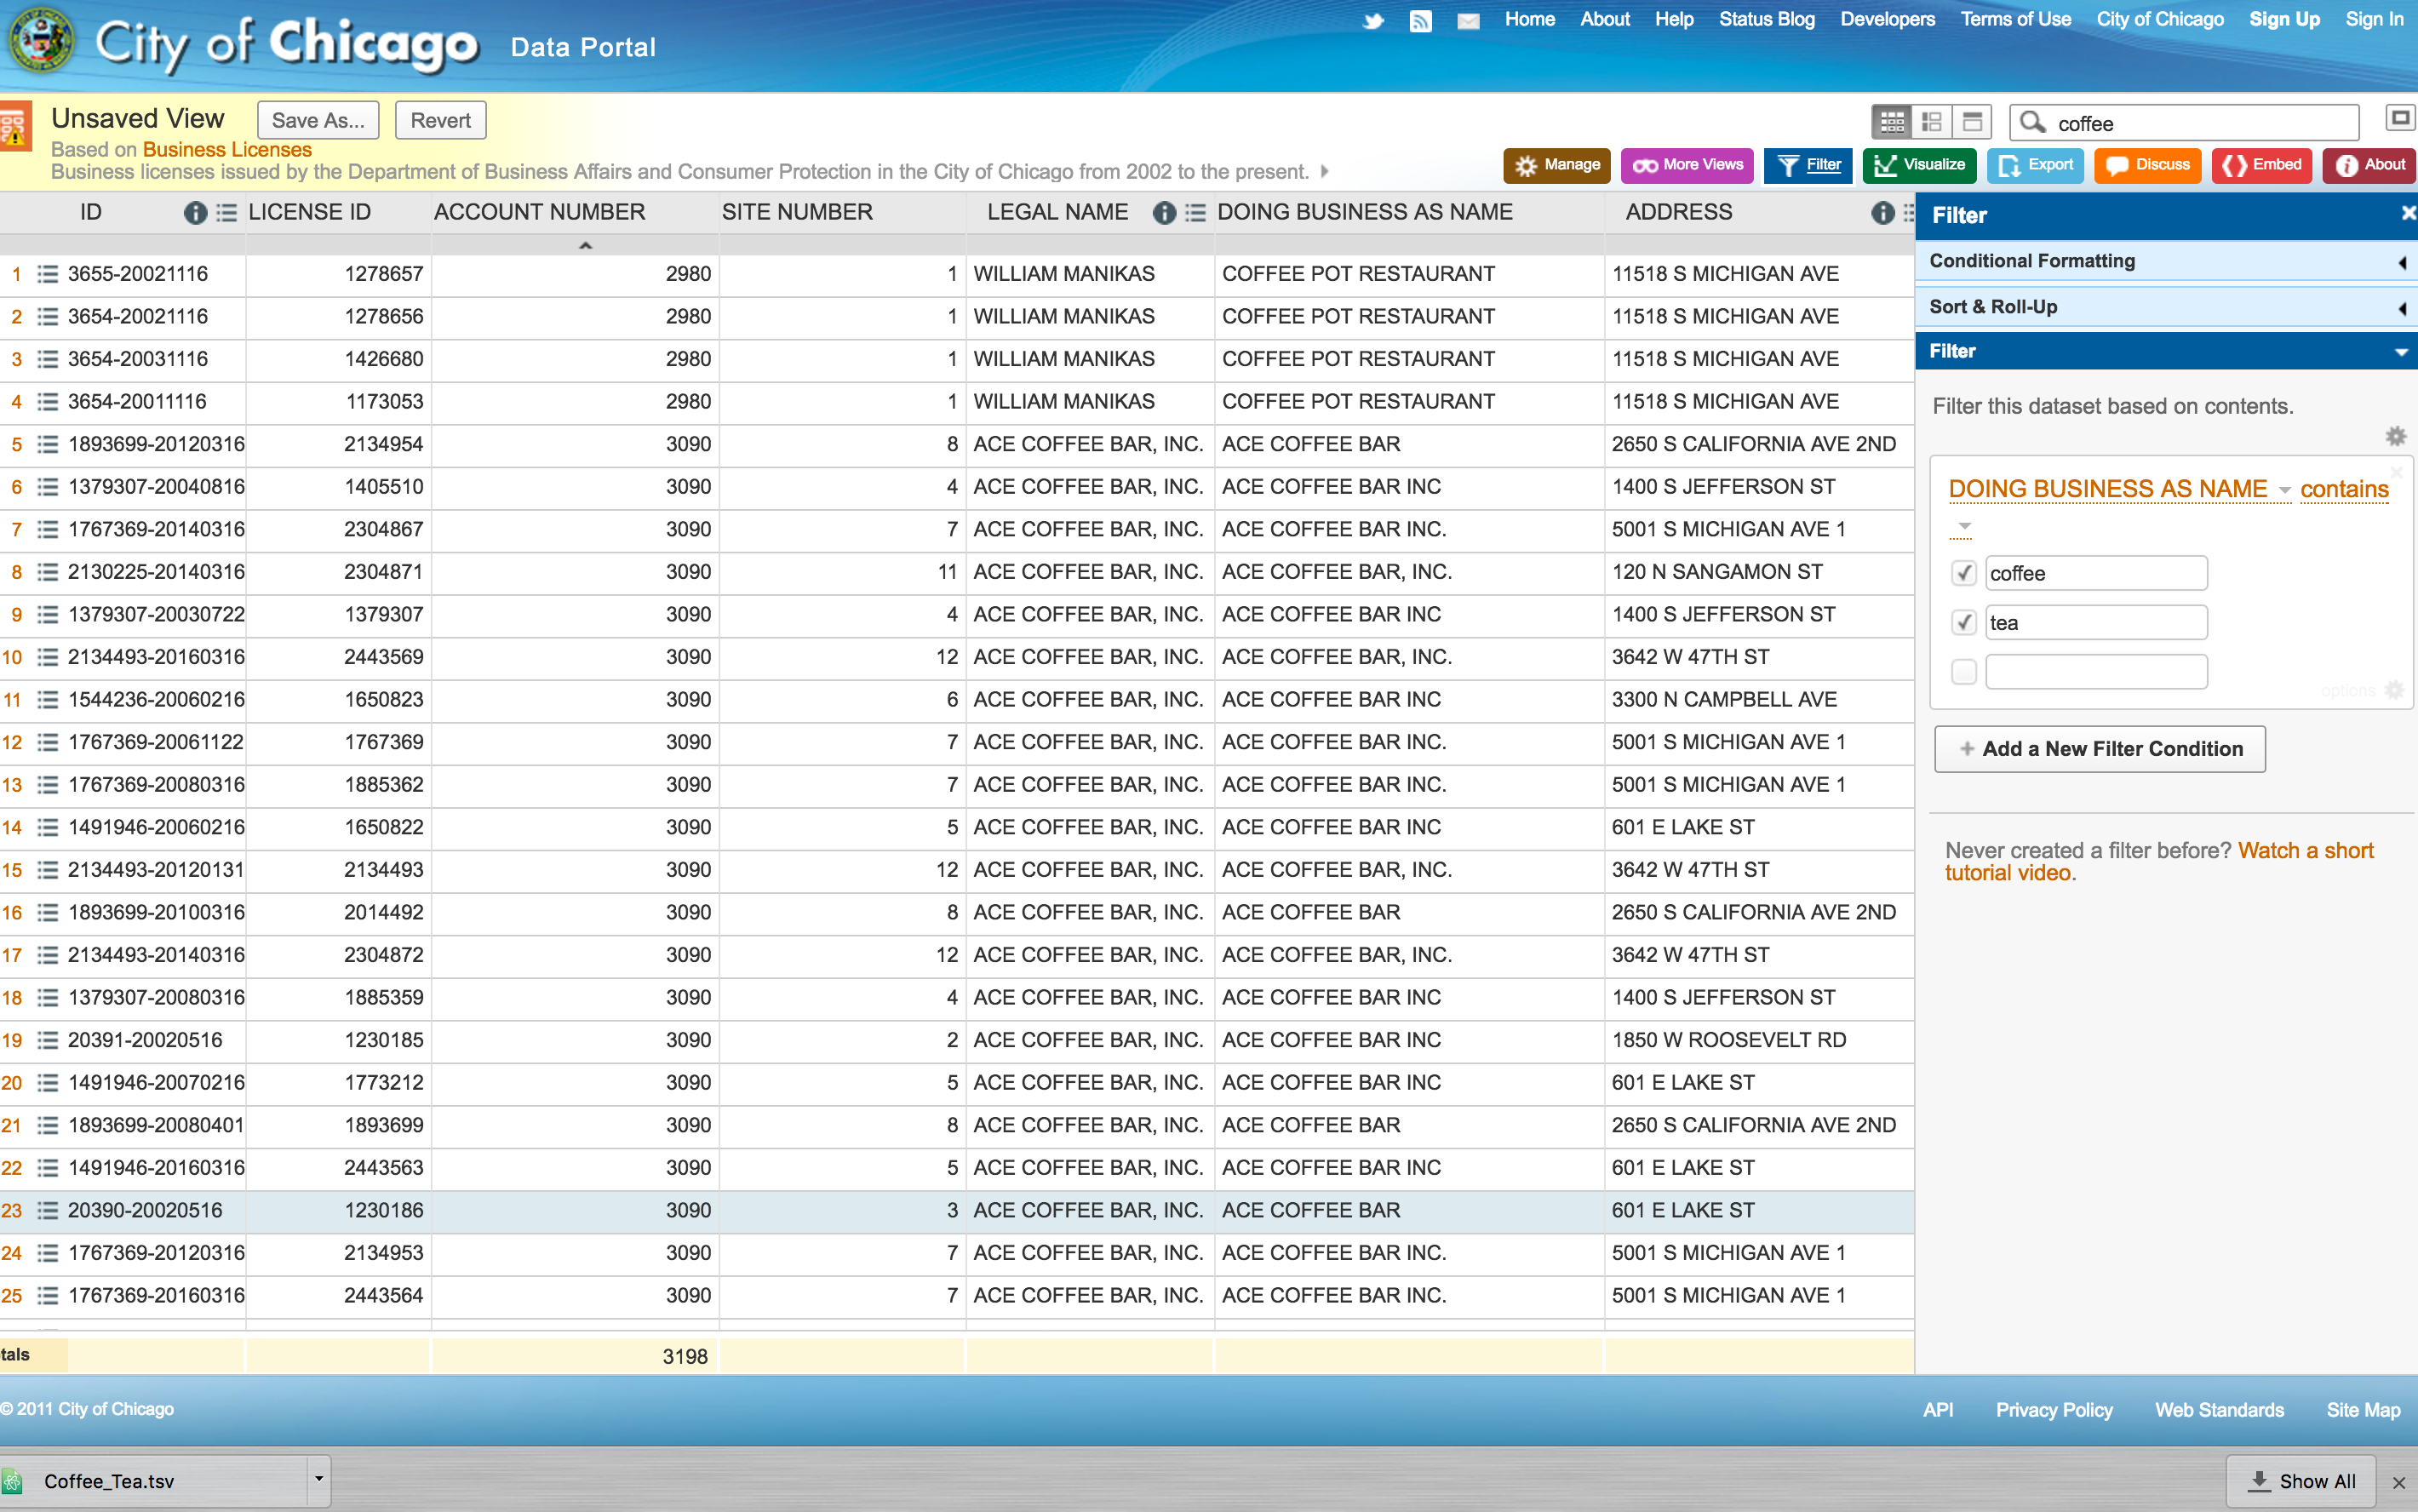 City of Chicago Data Portal
Home About Help Status Blog Developers Terms of Use City of Chicago Sign Up Sign In
Unsaved View Save As... Revert
coffee
Based on Business Licenses
Business licenses issued by the Department of Business Affairs and Consumer Protection in the City of Chicago from 2002 to the present.
Manage More Views Filter Visualize Export Discuss Embed About
ID LICENSE ID ACCOUNT NUMBER SITE NUMBER LEGAL NAME DOING BUSINESS AS NAME ADDRESS
1 3655-20021116 1278657 2980 1 WILLIAM MANIKAS COFFEE POT RESTAURANT 11518 S MICHIGAN AVE
2 3654-20021116 1278656 2980 1 WILLIAM MANIKAS COFFEE POT RESTAURANT 11518 S MICHIGAN AVE
3 3654-20031116 1426680 2980 1 WILLIAM MANIKAS COFFEE POT RESTAURANT 11518 S MICHIGAN AVE
4 3654-20011116 1173053 2980 1 WILLIAM MANIKAS COFFEE POT RESTAURANT 11518 S MICHIGAN AVE
5 1893699-20120316 2134954 3090 8 ACE COFFEE BAR, INC. ACE COFFEE BAR 2650 S CALIFORNIA AVE 2ND
6 1379307-20040816 1405510 3090 4 ACE COFFEE BAR, INC. ACE COFFEE BAR INC 1400 S JEFFERSON ST
7 1767369-20140316 2304867 3090 7 ACE COFFEE BAR, INC. ACE COFFEE BAR INC. 5001 S MICHIGAN AVE 1
8 2130225-20140316 2304871 3090 11 ACE COFFEE BAR, INC. ACE COFFEE BAR, INC. 120 N SANGAMON ST
9 1379307-20030722 1379307 3090 4 ACE COFFEE BAR, INC. ACE COFFEE BAR INC 1400 S JEFFERSON ST
10 2134493-20160316 2443569 3090 12 ACE COFFEE BAR, INC. ACE COFFEE BAR, INC. 3642 W 47TH ST
11 1544236-20060216 1650823 3090 6 ACE COFFEE BAR, INC. ACE COFFEE BAR INC 3300 N CAMPBELL AVE
12 1767369-20061122 1767369 3090 7 ACE COFFEE BAR, INC. ACE COFFEE BAR INC. 5001 S MICHIGAN AVE 1
13 1767369-20080316 1885362 3090 7 ACE COFFEE BAR, INC. ACE COFFEE BAR INC. 5001 S MICHIGAN AVE 1
14 1491946-20060216 1650822 3090 5 ACE COFFEE BAR, INC. ACE COFFEE BAR INC 601 E LAKE ST
15 2134493-20120131 2134493 3090 12 ACE COFFEE BAR, INC. ACE COFFEE BAR, INC. 3642 W 47TH ST
16 1893699-20100316 2014492 3090 8 ACE COFFEE BAR, INC. ACE COFFEE BAR 2650 S CALIFORNIA AVE 2ND
17 2134493-20140316 2304872 3090 12 ACE COFFEE BAR, INC. ACE COFFEE BAR, INC. 3642 W 47TH ST
18 1379307-20080316 1885359 3090 4 ACE COFFEE BAR, INC. ACE COFFEE BAR INC 1400 S JEFFERSON ST
19 20391-20020516 1230185 3090 2 ACE COFFEE BAR, INC. ACE COFFEE BAR INC 1850 W ROOSEVELT RD
20 1491946-20070216 1773212 3090 5 ACE COFFEE BAR, INC. ACE COFFEE BAR INC 601 E LAKE ST
21 1893699-20080401 1893699 3090 8 ACE COFFEE BAR, INC. ACE COFFEE BAR 2650 S CALIFORNIA AVE 2ND
22 1491946-20160316 2443563 3090 5 ACE COFFEE BAR, INC. ACE COFFEE BAR INC 601 E LAKE ST
23 20390-20020516 1230186 3090 3 ACE COFFEE BAR, INC. ACE COFFEE BAR 601 E LAKE ST
24 1767369-20120316 2134953 3090 7 ACE COFFEE BAR, INC. ACE COFFEE BAR INC. 5001 S MICHIGAN AVE 1
25 1767369-20160316 2443564 3090 7 ACE COFFEE BAR, INC. ACE COFFEE BAR INC. 5001 S MICHIGAN AVE 1
tals 3198
Filter
Conditional Formatting
Sort & Roll-Up
Filter
Filter this dataset based on contents.
DOING BUSINESS AS NAME contains
coffee
tea
options
+ Add a New Filter Condition
Never created a filter before? Watch a short
tutorial video.
© 2011 City of Chicago
API Privacy Policy Web Standards Site Map
Coffee_Tea.tsv
Show All